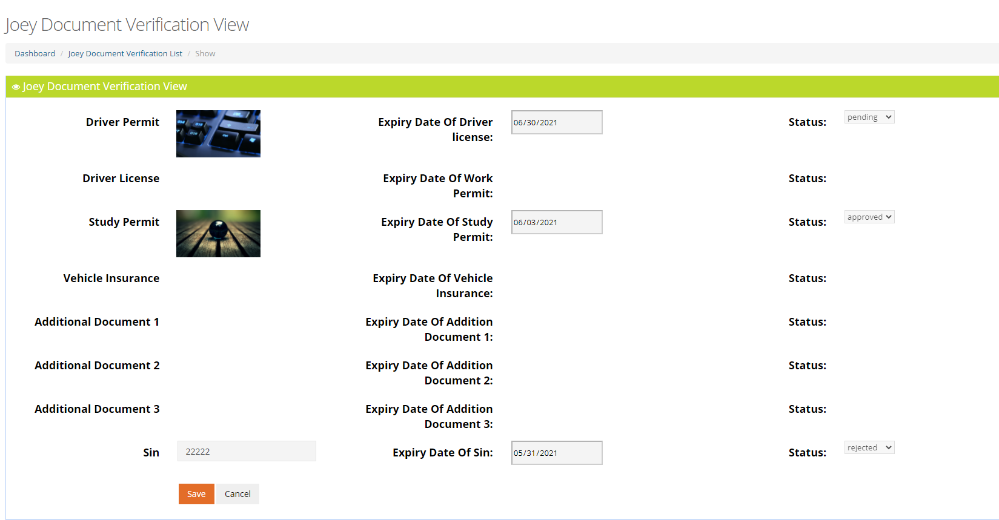 Joey Document Verification View
Dashboard / Joey Document Verification List / Show
Joey Document Verification View
Driver Permit
Expiry Date Of Driver
license:
06/30/2021
Status:
pending
Driver License
Expiry Date Of Work
Permit:
Status:
Study Permit
Expiry Date Of Study
Permit:
06/03/2021
Status:
approved
Vehicle Insurance
Expiry Date Of Vehicle
Insurance:
Status:
Additional Document 1
Expiry Date Of Addition
Document 1:
Status:
Additional Document 2
Expiry Date Of Addition
Document 2:
Status:
Additional Document 3
Expiry Date Of Addition
Document 3:
Status:
Sin
22222
Expiry Date Of Sin:
05/31/2021
Status:
rejected
Save
Cancel